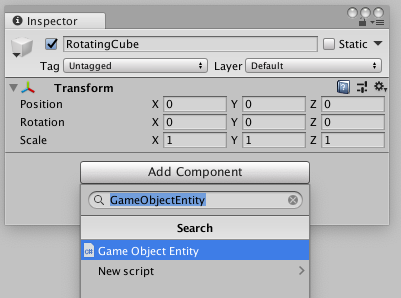 Inspector
RotatingCube Static
Tag Untagged Layer Default
Transform
Position X 0 Y 0 Z 0
Rotation X 0 Y 0 Z 0
Scale X 1 Y 1 Z 1
Add Component
GameObjectEntity
Search
C# Game Object Entity
New script